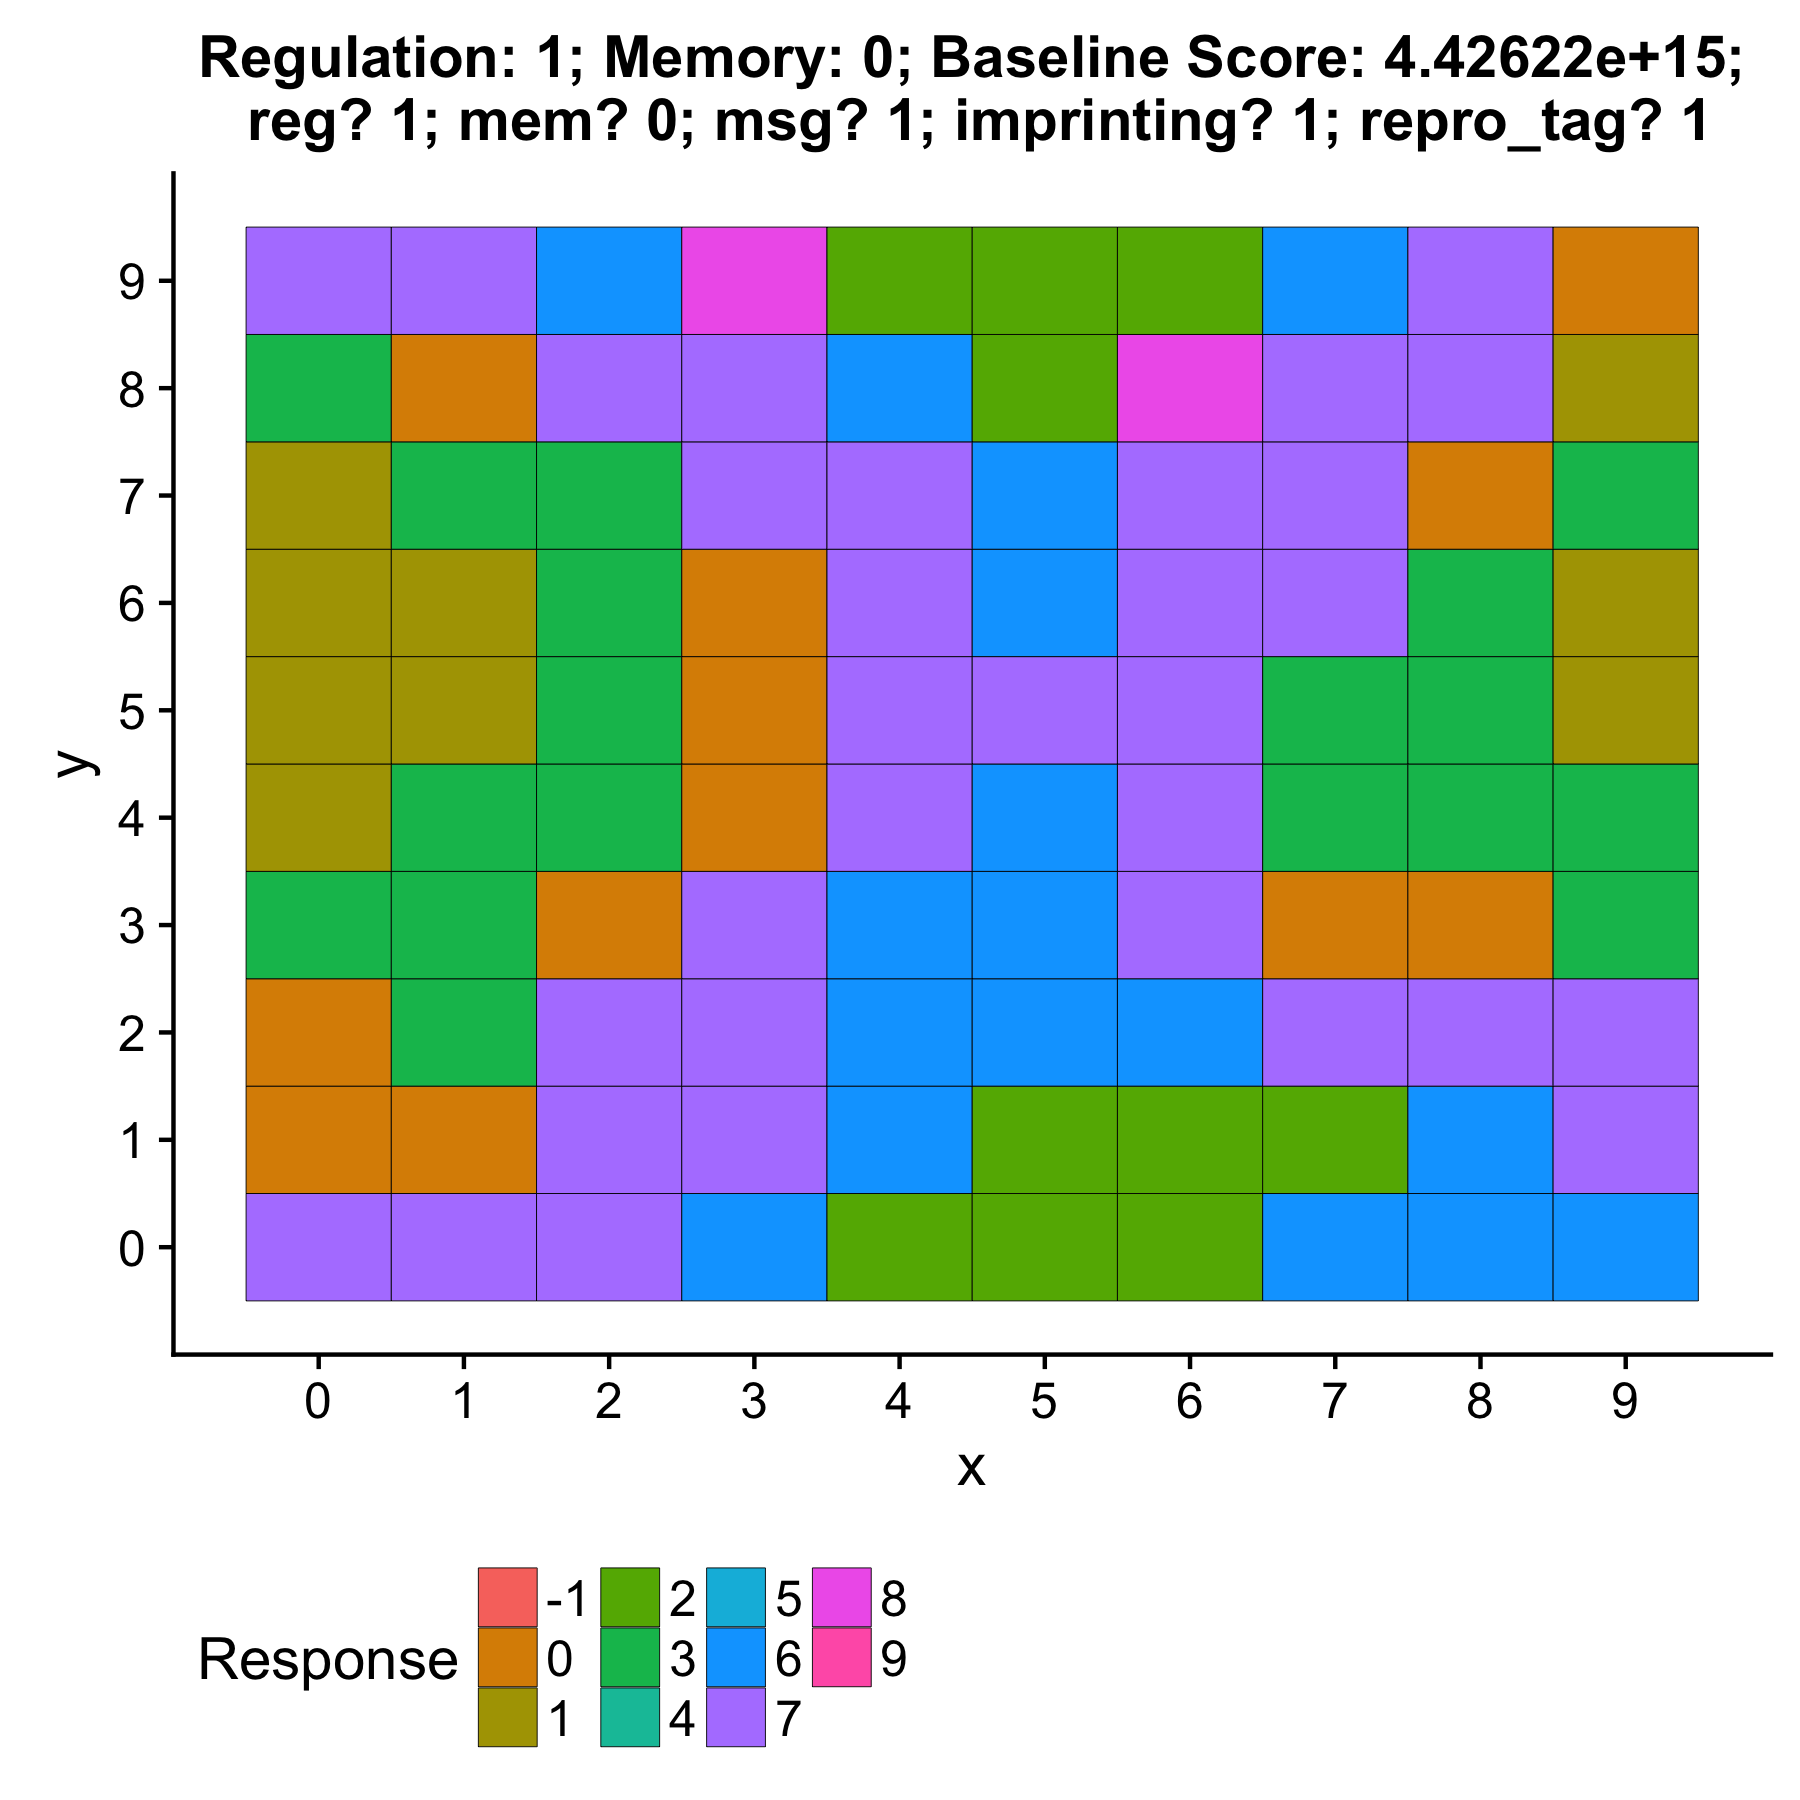 Regulation: 1; Memory: 0; Baseline Score: 4.42622e+15;
reg? 1; mem? 0; msg? 1; imprinting? 1; repro_tag? 1
9
8
7
6
5
4
3
2
1
0
y
0 1 2 3 4 5 6 7 8 9
x
Response
-1 2 5 8
0 3 6 9
1 4 7